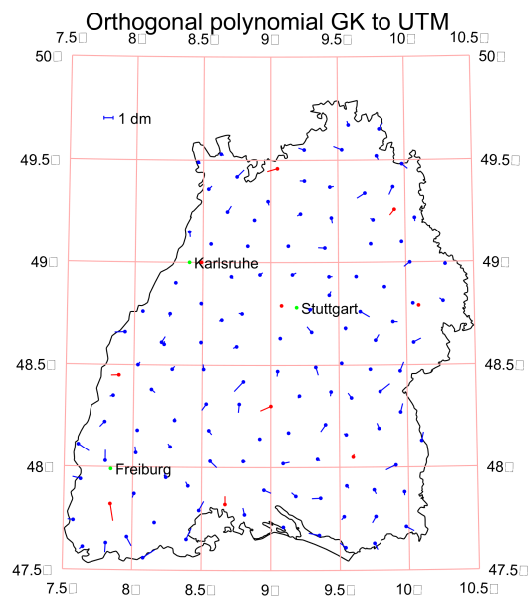 Orthogonal polynomial GK to UTM
7.5□ 8□ 8.5□ 9□ 9.5□ 10□ 10.5□
50□ 50□
1 dm
49.5□ 49.5□
49□ Karlsruhe 49□
Stuttgart
48.5□ 48.5□
48□ Freiburg 48□
47.5□ 47.5□
7.5□ 8□ 8.5□ 9□ 9.5□ 10□ 10.5□